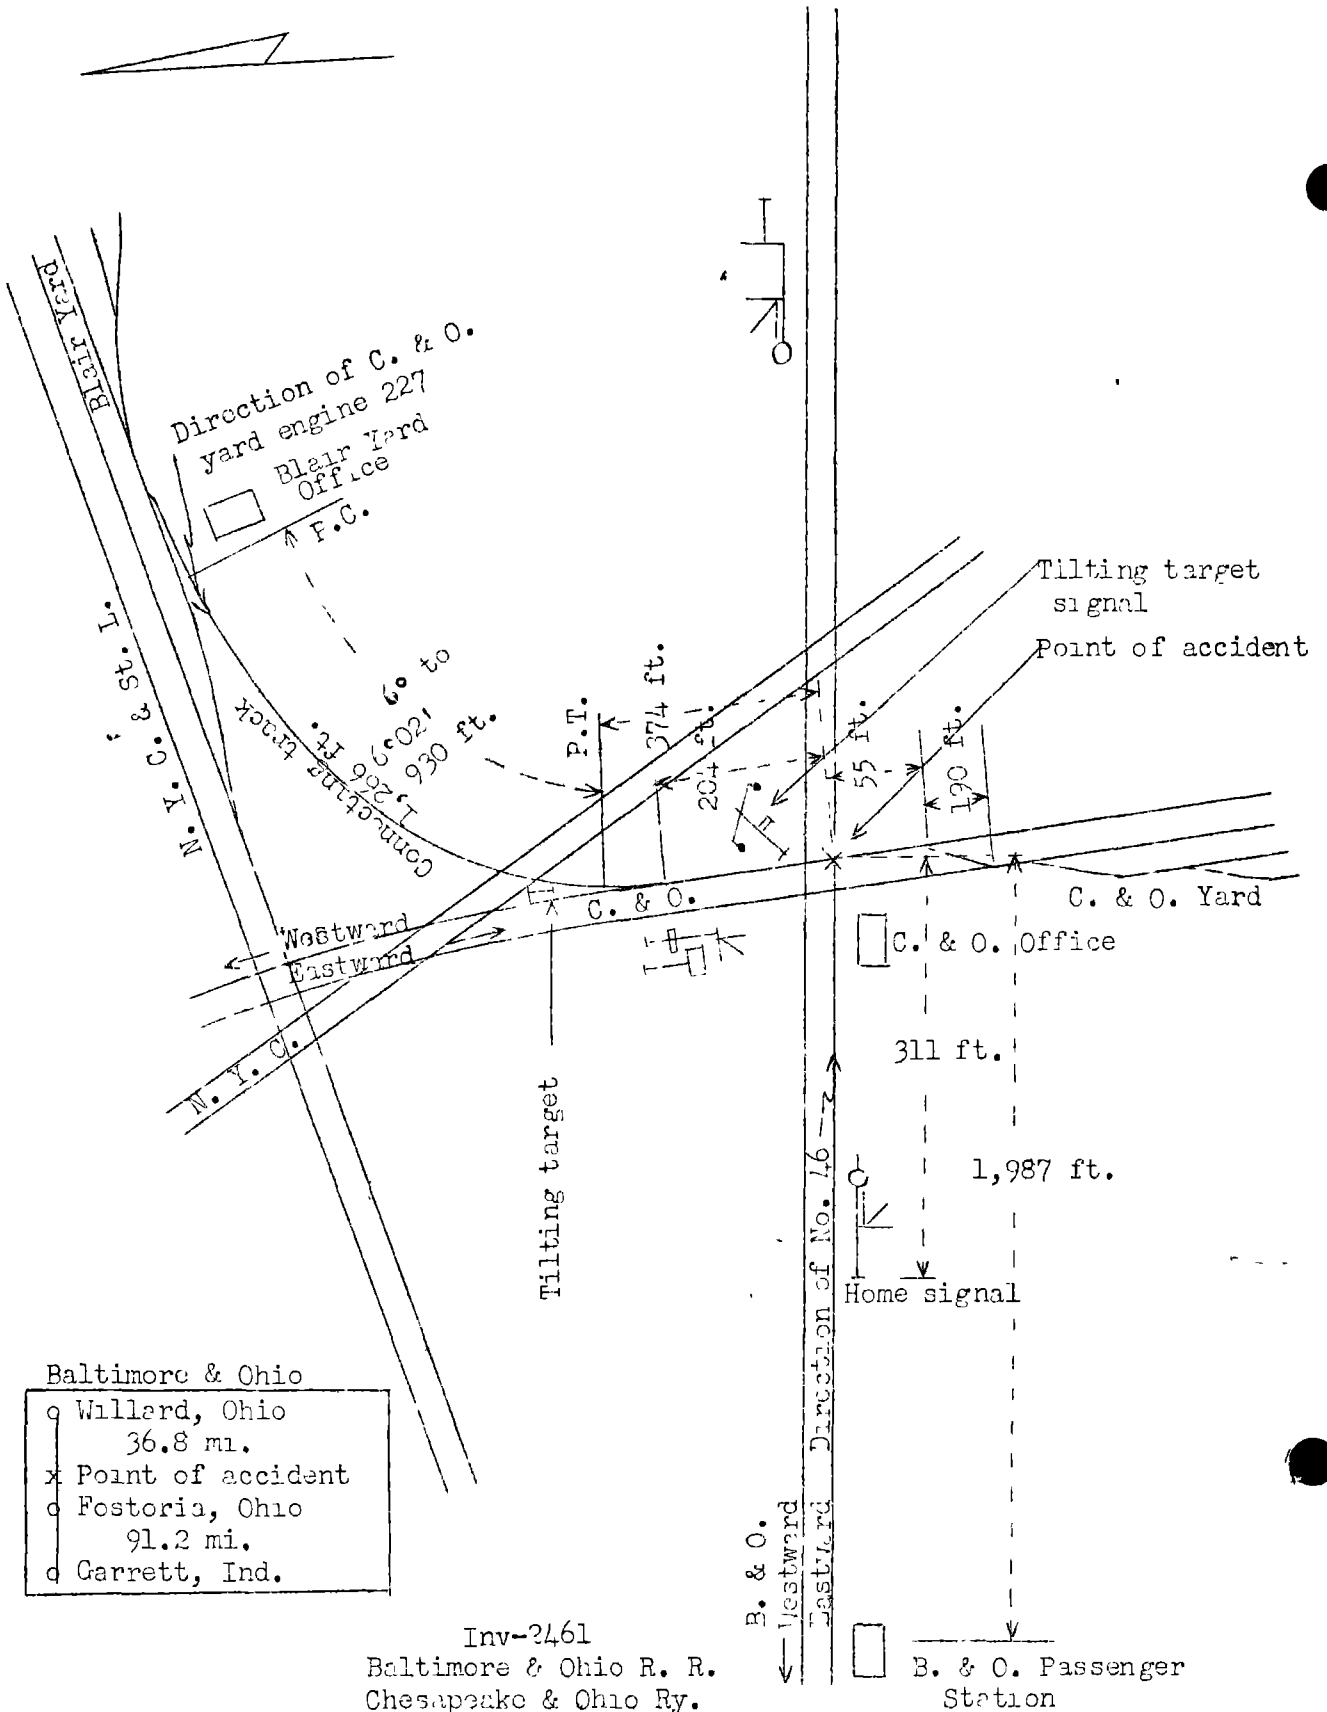 Blair Yard
Direction of C. & O.
yard engine 227
Blair Yard
Office
P.C.
N. Y. C. & St. L.
Connecting track
1,266 ft.
6° to
6°02'
930 ft.
P.T.
374 ft.
204 ft.
55 ft.
190 ft.
Tilting target
signal
Point of accident
Westward
Eastward
C. & O.
C. & O. Yard
C. & O. Office
N. Y. C.
Tilting target
311 ft.
1,987 ft.
Direction of No. 46
Home signal
B. & O.
Westward
Eastward
Baltimore & Ohio
Willard, Ohio
36.8 mi.
x Point of accident
Fostoria, Ohio
91.2 mi.
Garrett, Ind.
B. & O. Passenger
Station
Inv-2461
Baltimore & Ohio R. R.
Chesapeake & Ohio Ry.